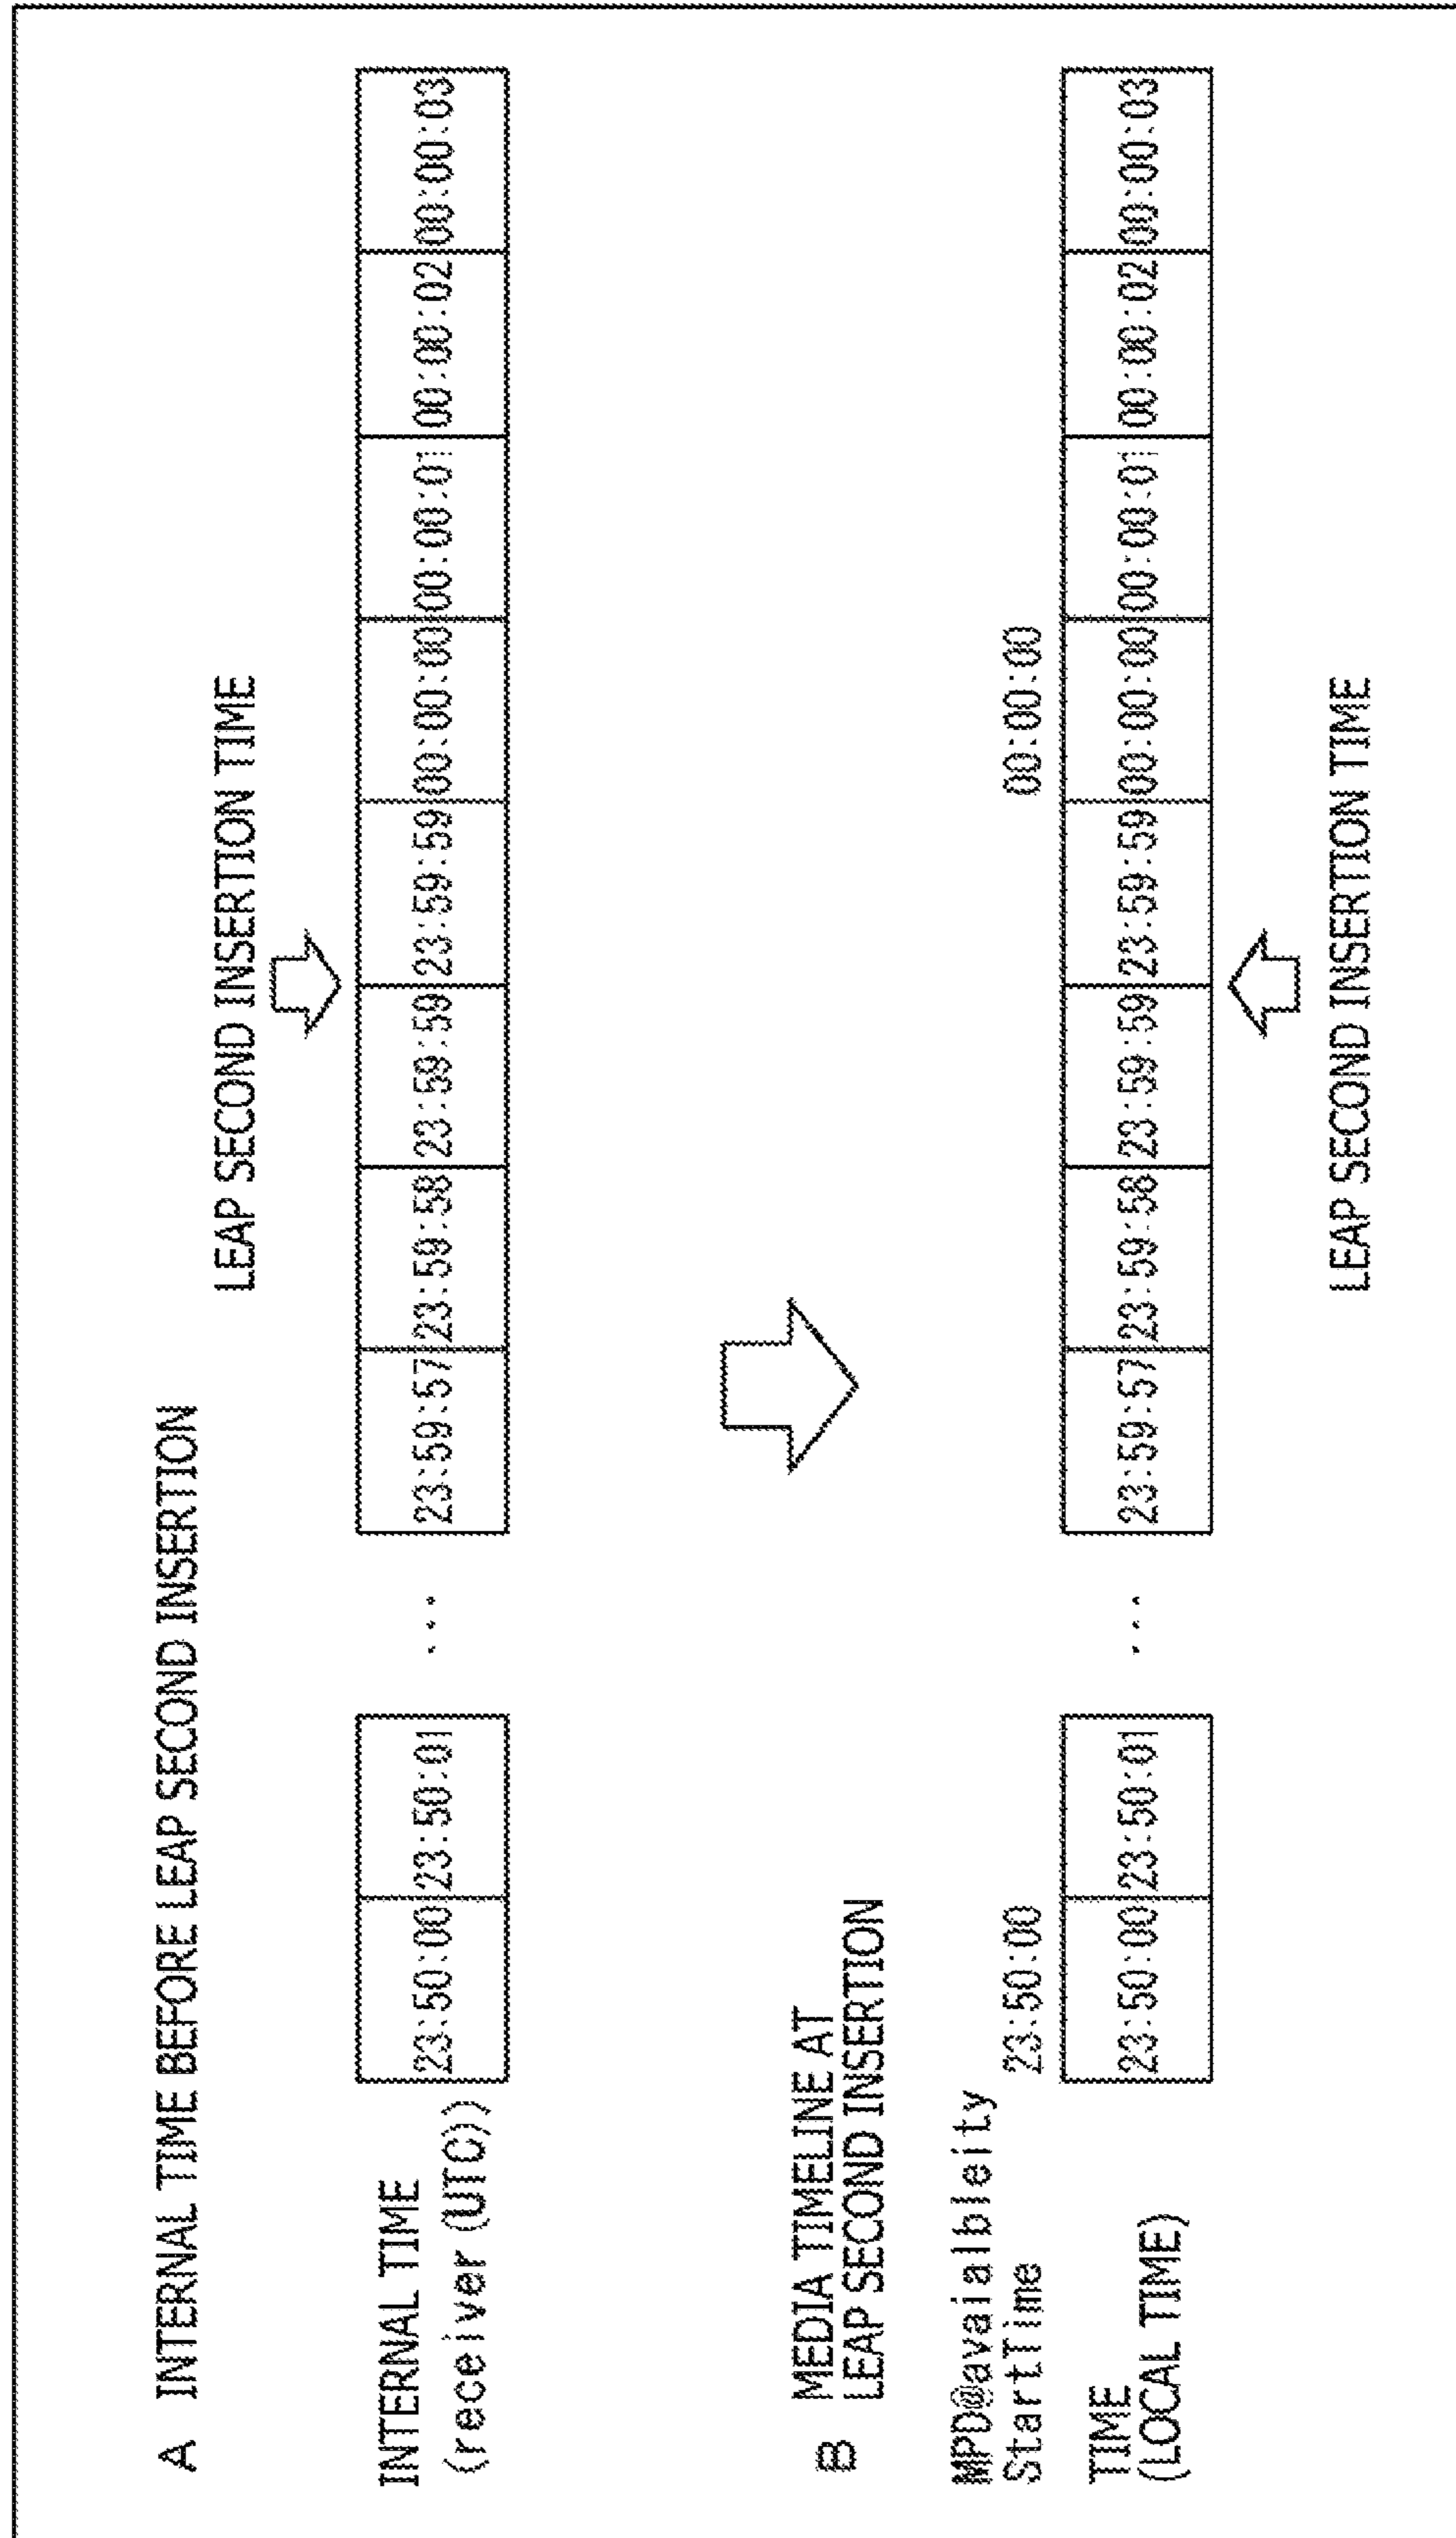 A INTERNAL TIME BEFORE LEAP SECOND INSERTION
LEAP SECOND INSERTION TIME
INTERNAL TIME
(receiver (UTC))
23:50:00 23:50:01 ... 23:59:57 23:59:58 23:59:59 23:59:59 00:00:00 00:00:01 00:00:02 00:00:03
B MEDIA TIMELINE AT
LEAP SECOND INSERTION
MPD@avaialbleity
StartTime 23:50:00 00:00:00
TIME
(LOCAL TIME)
23:50:00 23:50:01 ... 23:59:57 23:59:58 23:59:59 23:59:59 00:00:00 00:00:01 00:00:02 00:00:03
LEAP SECOND INSERTION TIME